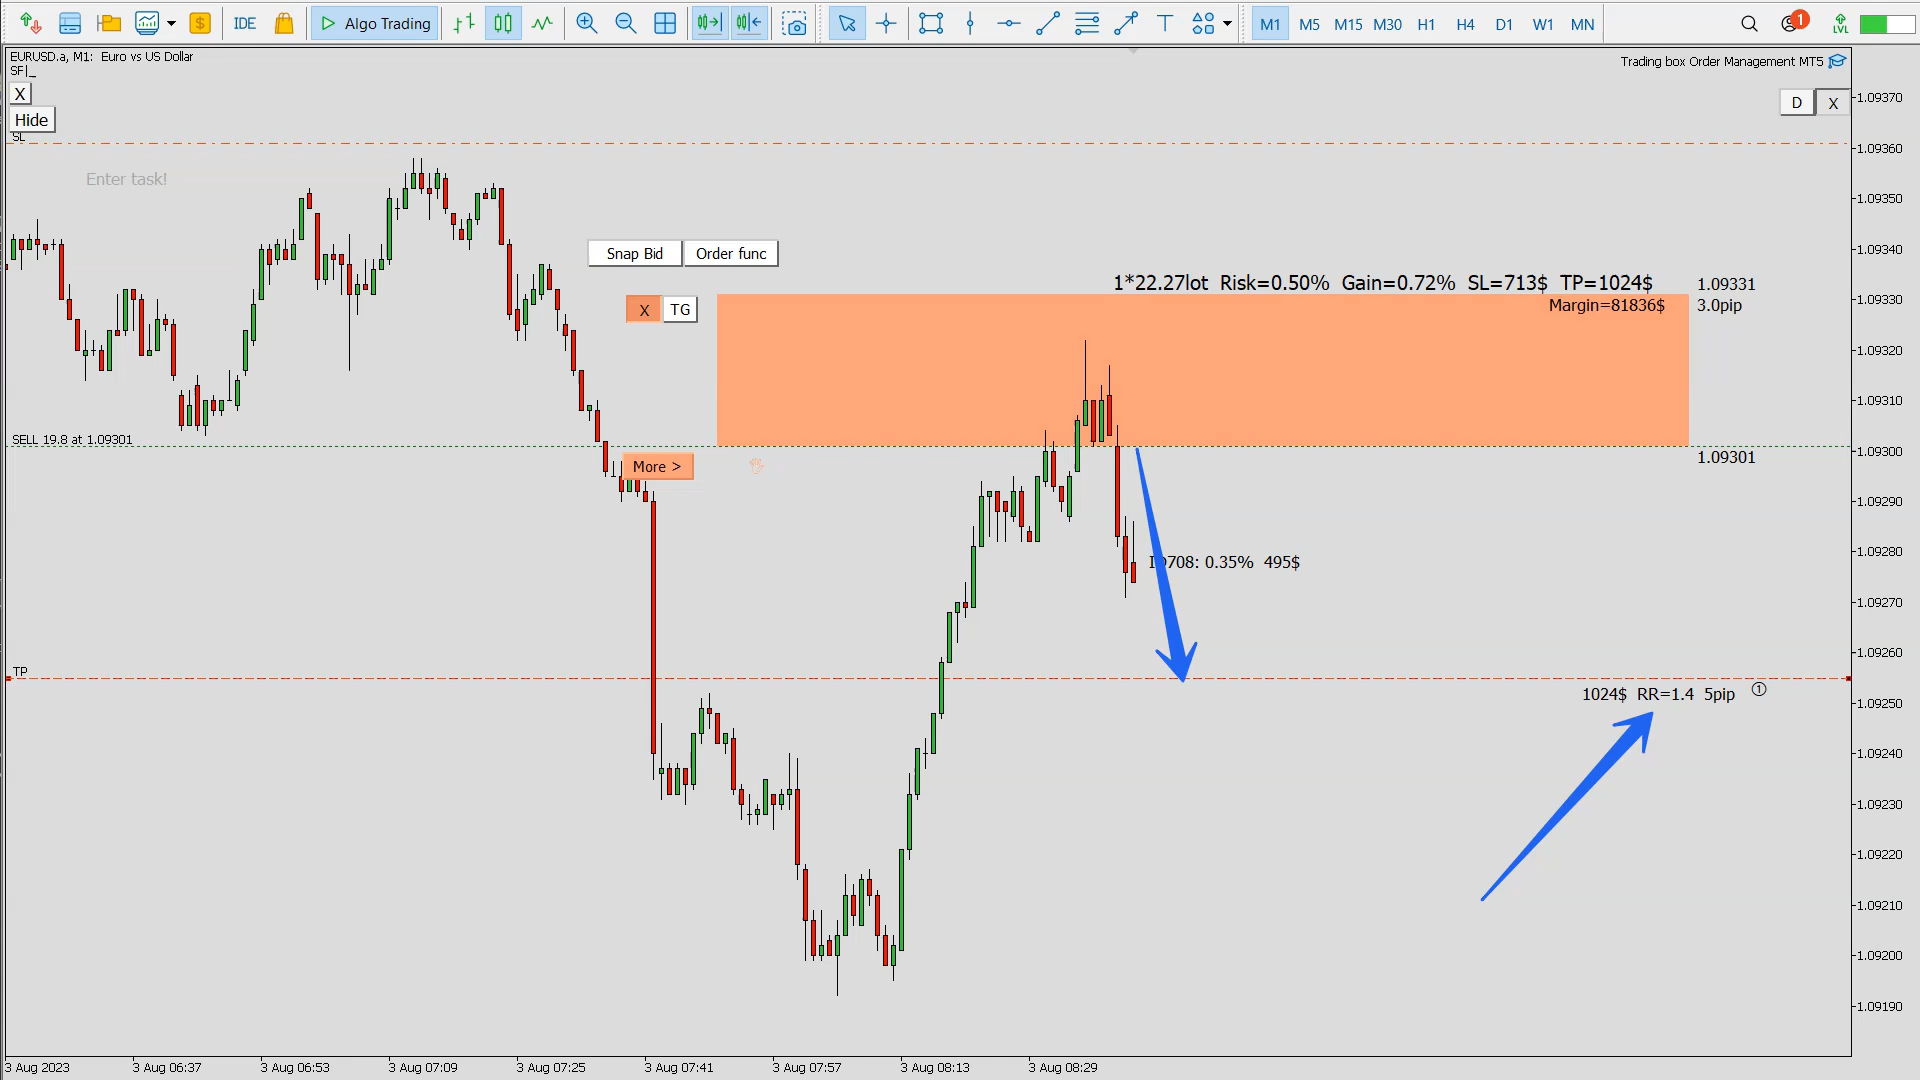 IDE
Algo Trading
M1 M5 M15 M30 H1 H4 D1 W1 MN
1
LVL
EURUSD.a, M1: Euro vs US Dollar
SF|_
Trading box Order Management MT5
X
Hide
D X
SL
Enter task!
Snap Bid Order func
1*22.27lot Risk=0.50% Gain=0.72% SL=713$ TP=1024$
1.09331
X TG
Margin=81836$
3.0pip
SELL 19.8 at 1.09301
1.09301
More >
708: 0.35% 495$
TP
1024$ RR=1.4 5pip ①
1.09370
1.09360
1.09350
1.09340
1.09330
1.09320
1.09310
1.09300
1.09290
1.09280
1.09270
1.09260
1.09250
1.09240
1.09230
1.09220
1.09210
1.09200
1.09190
3 Aug 2023 3 Aug 06:37 3 Aug 06:53 3 Aug 07:09 3 Aug 07:25 3 Aug 07:41 3 Aug 07:57 3 Aug 08:13 3 Aug 08:29